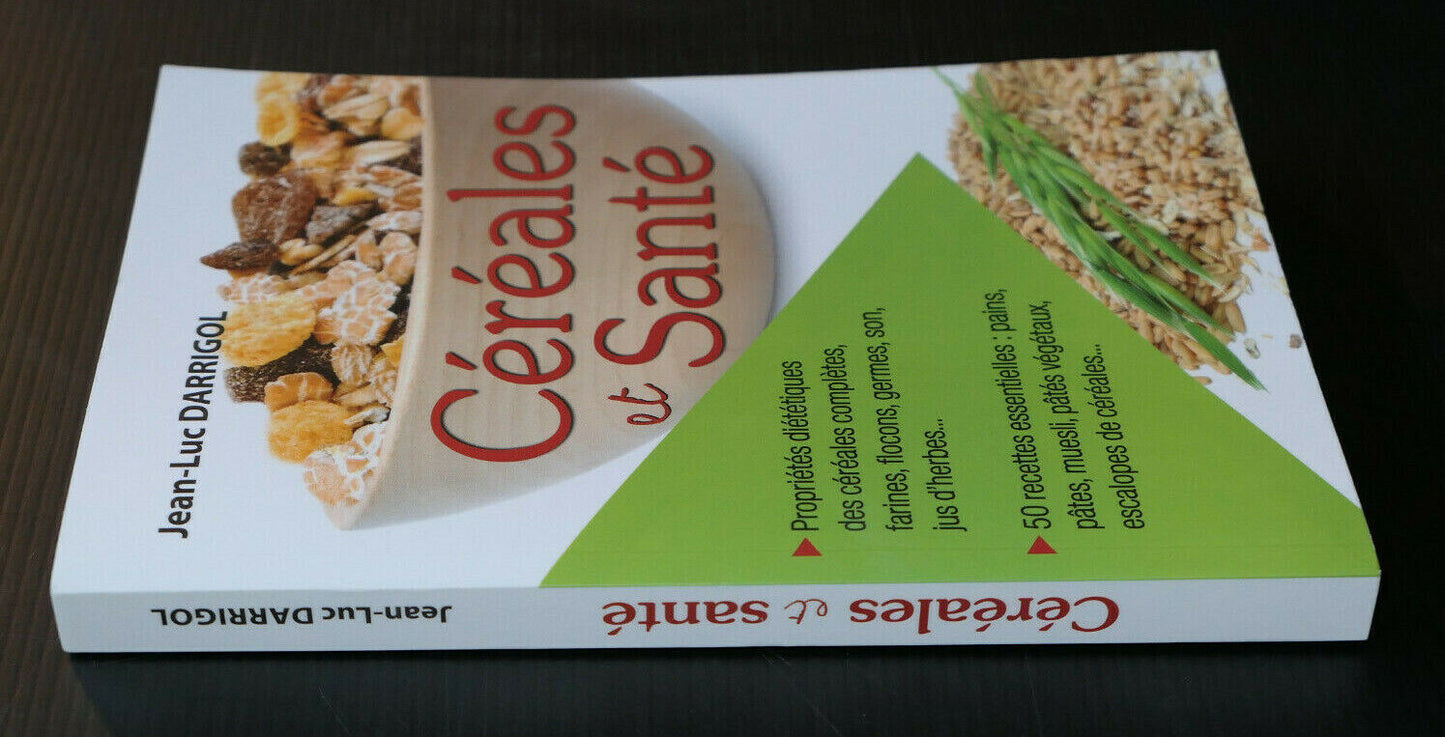 Jean-Luc DARRIGOL
Céréales
et Santé
Propriétés diététiques
des céréales complètes,
farines, flocons, germes, son,
jus d'herbes...
50 recettes essentielles : pains,
pâtes, muesli, pâtés végétaux,
escalopes de céréales...
Céréales et santé
Jean-Luc DARRIGOL